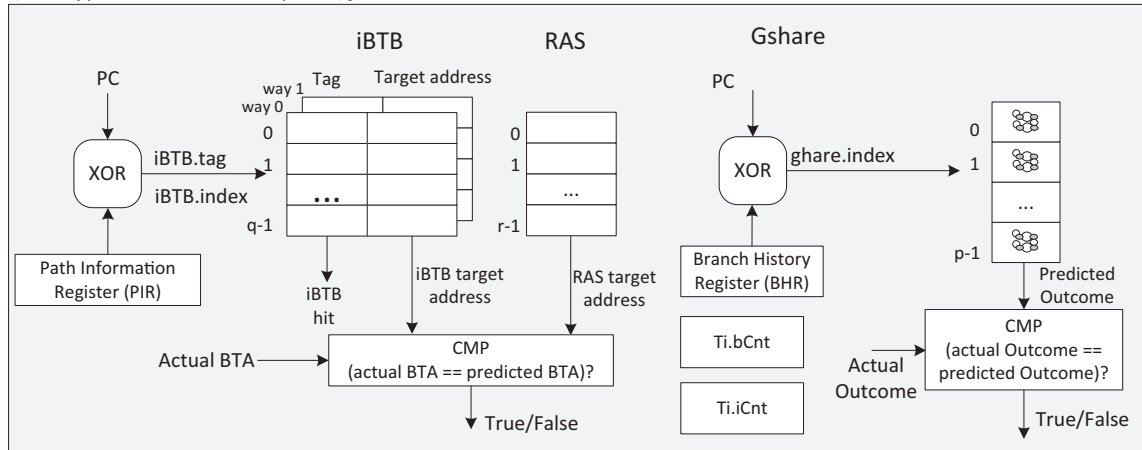 iBTB
RAS
Gshare
PC
way 1
way 0
Tag
Target address
0
1
...
q-1
XOR
iBTB.tag
iBTB.index
Path Information
Register (PIR)
0
1
...
r-1
iBTB
hit
iBTB target
address
RAS target
address
Actual BTA
CMP
(actual BTA == predicted BTA)?
True/False
PC
XOR
ghare.index
Branch History
Register (BHR)
Ti.bCnt
Ti.iCnt
0
1
...
p-1
Predicted
Outcome
Actual
Outcome
CMP
(actual Outcome ==
predicted Outcome)?
True/False